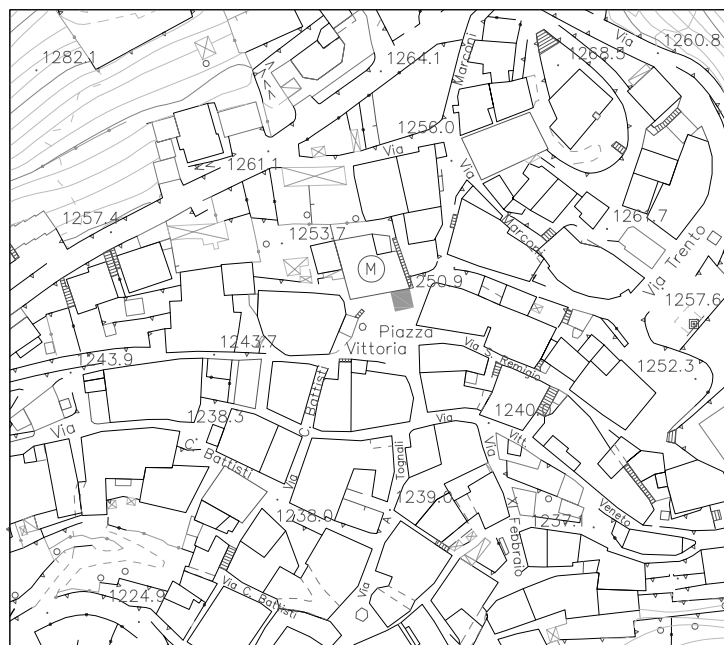 1282.1
1264.1
Marconi
1268.5
Via
1260.8
1256.0
Via
1261.1
Via
Marconi
1257.4
1253.7
1261.7
M
1250.9
Via Trento
1257.6
Piazza
Vittoria
1243.7
1243.9
Via S. Remigio
1252.3
C. Battisti
1238.3
Via
1240.
Via
Vitt.
Veneto
C. Battisti
Via
Tognali
A.
Via
Via
XI Febbraio
1239.0
1238.0
1237.1
1224.9
Via C. Battisti